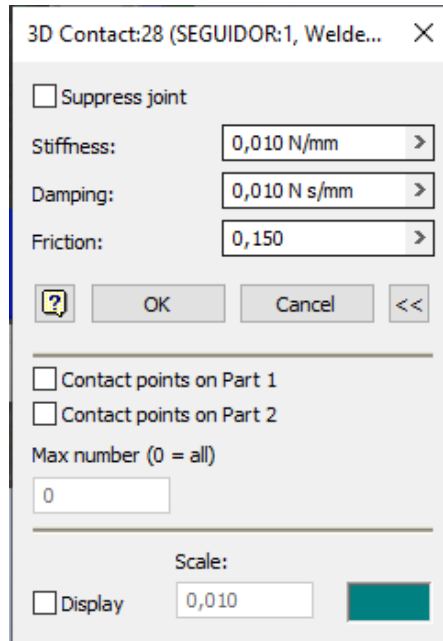 3D Contact:28 (SEGUIDOR:1, Welde...
Suppress joint
Stiffness: 0,010 N/mm
Damping: 0,010 N s/mm
Friction: 0,150
OK Cancel <<
Contact points on Part 1
Contact points on Part 2
Max number (0 = all)
0
Scale:
Display 0,010